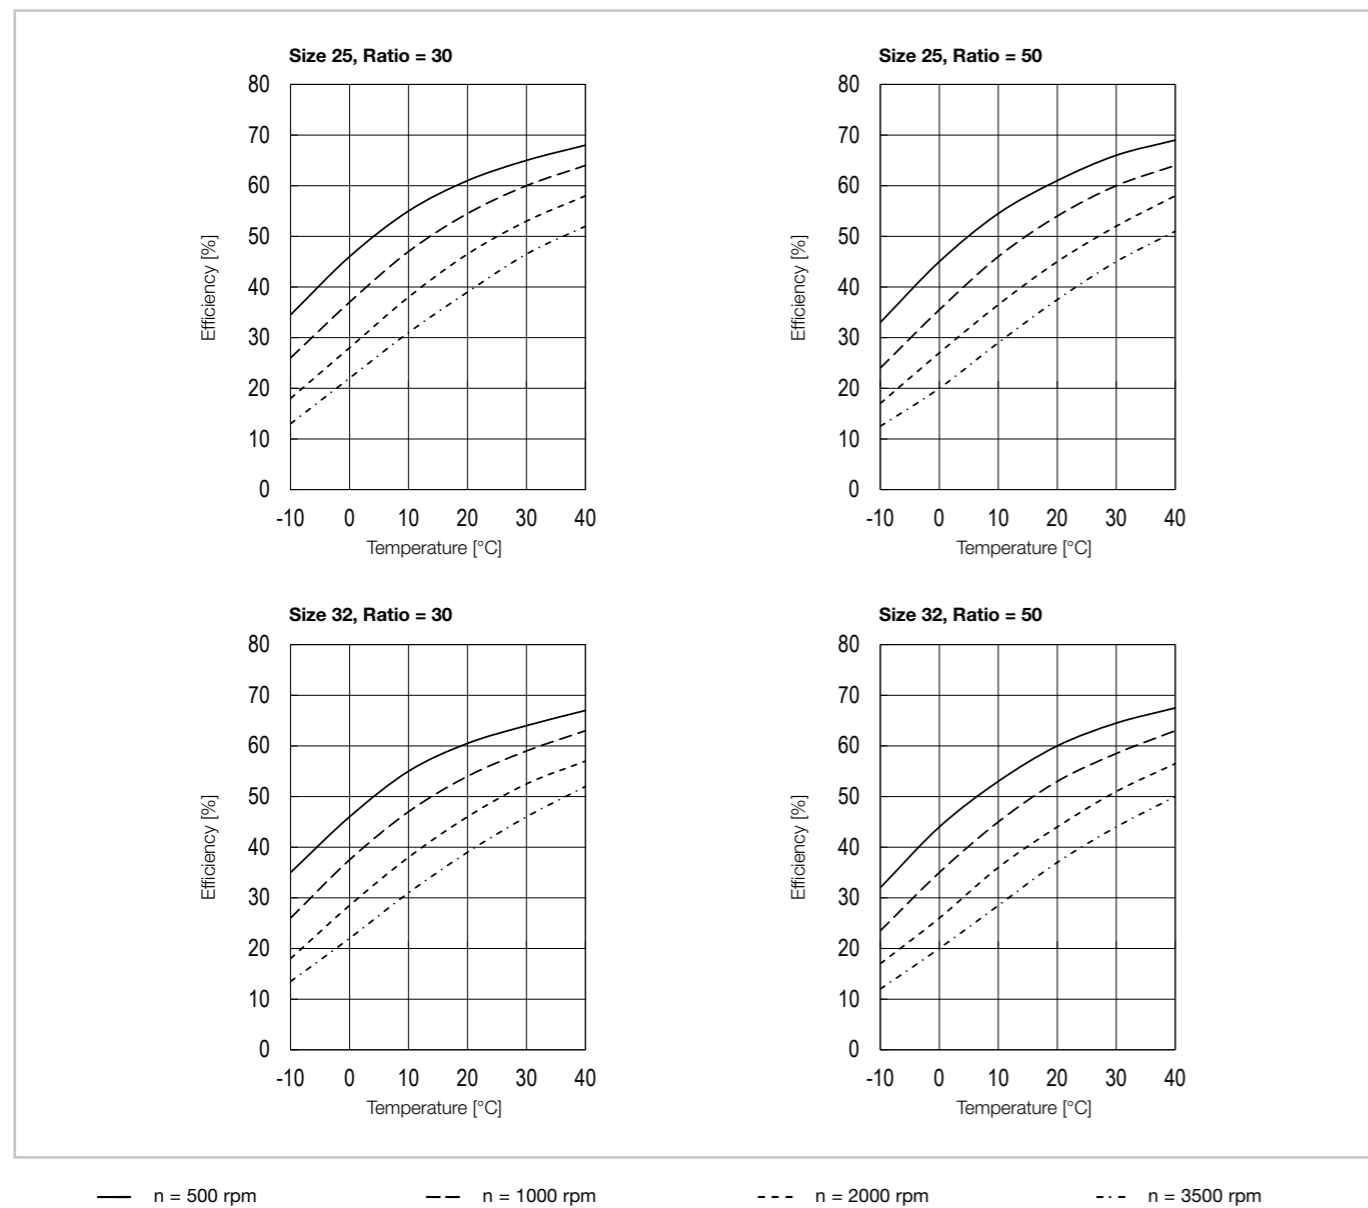 Size 25, Ratio = 30
80
70
60
50
40
30
20
10
0
Efficiency [%]
-10 0 10 20 30 40
Temperature [°C]
Size 25, Ratio = 50
80
70
60
50
40
30
20
10
0
Efficiency [%]
-10 0 10 20 30 40
Temperature [°C]
Size 32, Ratio = 30
80
70
60
50
40
30
20
10
0
Efficiency [%]
-10 0 10 20 30 40
Temperature [°C]
Size 32, Ratio = 50
80
70
60
50
40
30
20
10
0
Efficiency [%]
-10 0 10 20 30 40
Temperature [°C]
n = 500 rpm n = 1000 rpm n = 2000 rpm n = 3500 rpm